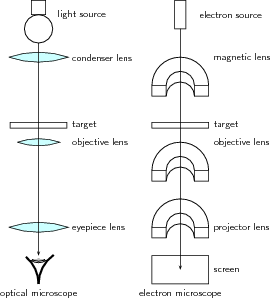 light source
electron source
condenser lens
magnetic lens
target
target
objective lens
objective lens
eyepiece lens
projector lens
screen
optical microscope
electron microscope